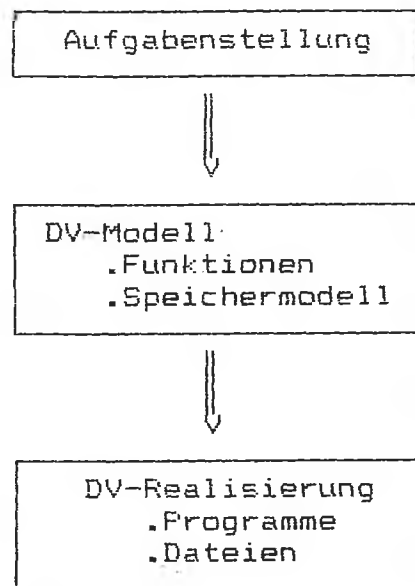 Aufgabenstellung
DV-Modell
.Funktionen
.Speichermodell
DV-Realisierung
.Programme
.Dateien